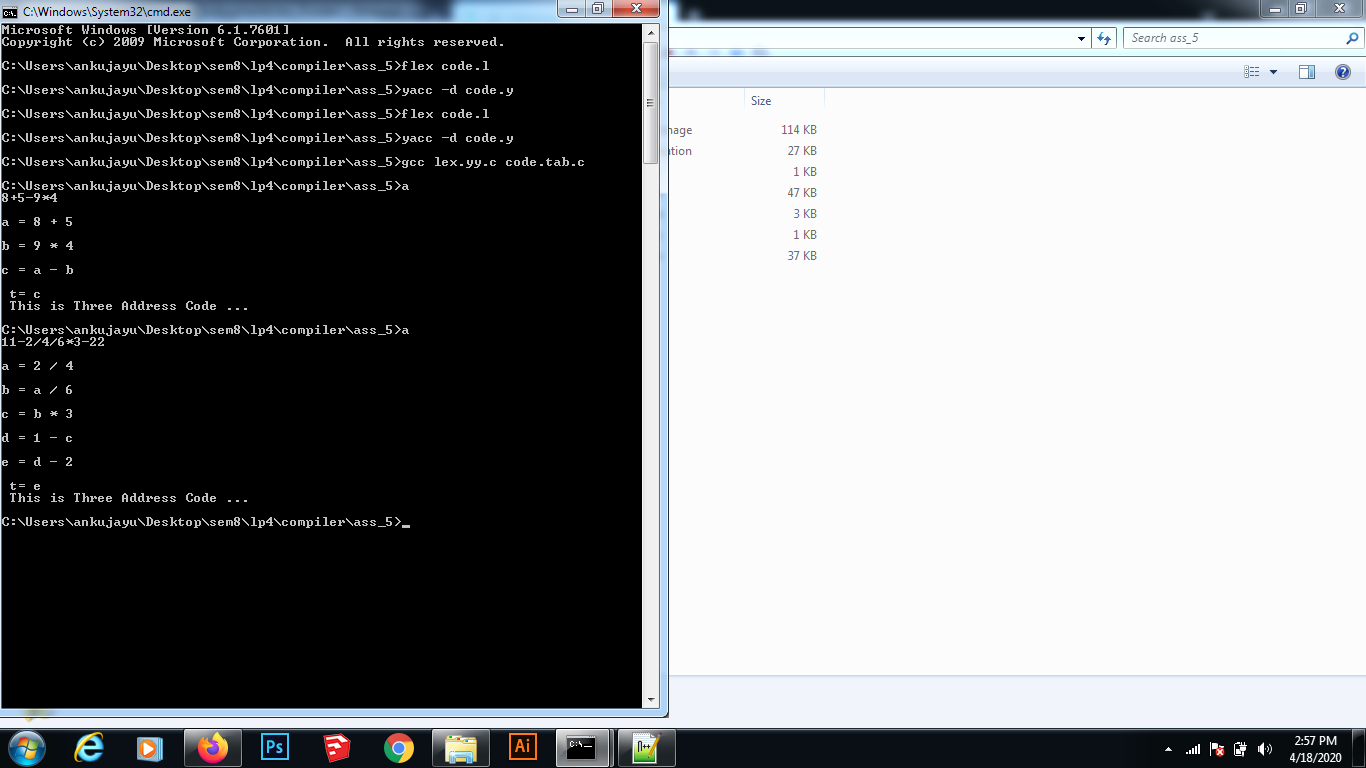 C:\Windows\System32\cmd.exe
Microsoft Windows [Version 6.1.7601]
Copyright (c) 2009 Microsoft Corporation.  All rights reserved.
C:\Users\ankujayu\Desktop\sem8\lp4\compiler\ass_5>flex code.l
C:\Users\ankujayu\Desktop\sem8\lp4\compiler\ass_5>yacc -d code.y
C:\Users\ankujayu\Desktop\sem8\lp4\compiler\ass_5>flex code.l
C:\Users\ankujayu\Desktop\sem8\lp4\compiler\ass_5>yacc -d code.y
C:\Users\ankujayu\Desktop\sem8\lp4\compiler\ass_5>gcc lex.yy.c code.tab.c
C:\Users\ankujayu\Desktop\sem8\lp4\compiler\ass_5>a
8+5-9*4
a = 8 + 5
b = 9 * 4
c = a - b
t= c
This is Three Address Code ...
C:\Users\ankujayu\Desktop\sem8\lp4\compiler\ass_5>a
11-2/4/6*3-22
a = 2 / 4
b = a / 6
c = b * 3
d = 1 - c
e = d - 2
t= e
This is Three Address Code ...
C:\Users\ankujayu\Desktop\sem8\lp4\compiler\ass_5>_
Search ass_5
Size
114 KB
27 KB
1 KB
47 KB
3 KB
1 KB
37 KB
Ps
Ai
C:\_
N++
2:57 PM
4/18/2020